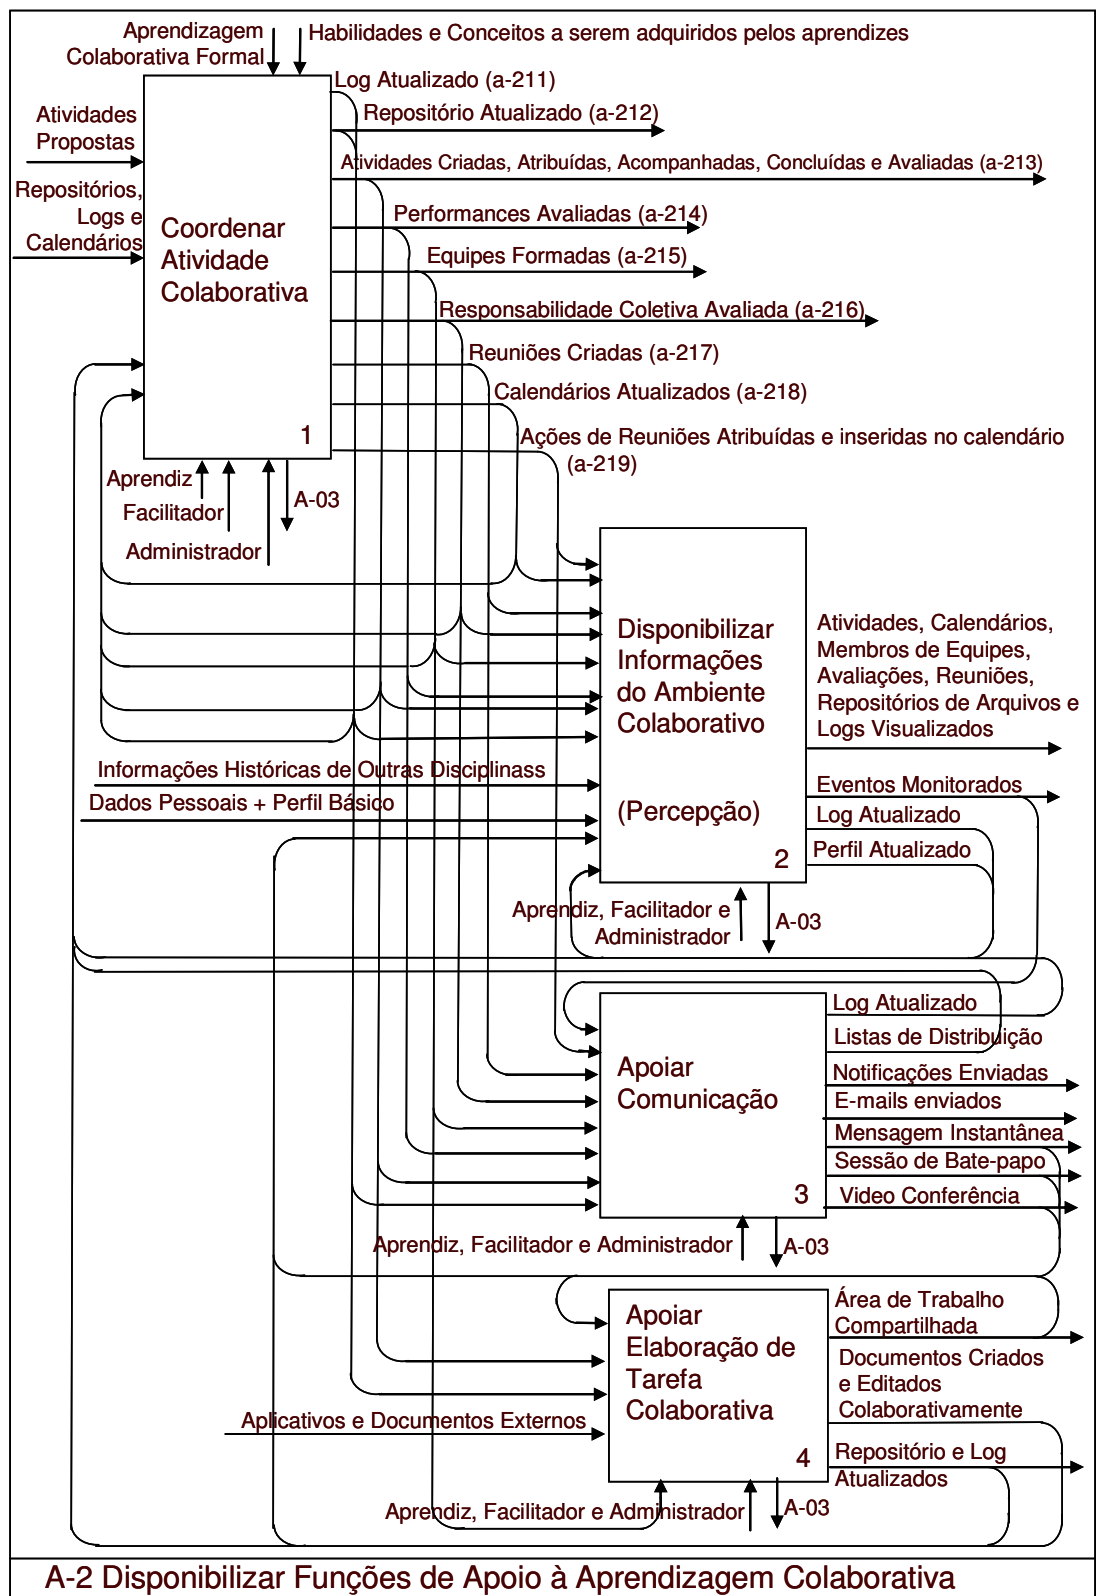 Aprendizagem
Colaborativa Formal
Habilidades e Conceitos a serem adquiridos pelos aprendizes
Log Atualizado (a-211)
Repositório Atualizado (a-212)
Atividades
Propostas
Atividades Criadas, Atribuídas, Acompanhadas, Concluídas e Avaliadas (a-213)
Repositórios,
Logs e
Calendários
Coordenar
Atividade
Colaborativa
1
Performances Avaliadas (a-214)
Equipes Formadas (a-215)
Responsabilidade Coletiva Avaliada (a-216)
Reuniões Criadas (a-217)
Calendários Atualizados (a-218)
Ações de Reuniões Atribuídas e inseridas no calendário
(a-219)
Aprendiz
Facilitador
Administrador
A-03
Disponibilizar
Informações
do Ambiente
Colaborativo
(Percepção)
2
Atividades, Calendários,
Membros de Equipes,
Avaliações, Reuniões,
Repositórios de Arquivos e
Logs Visualizados
Informações Históricas de Outras Disciplinass
Dados Pessoais + Perfil Básico
Eventos Monitorados
Log Atualizado
Perfil Atualizado
Aprendiz, Facilitador e
Administrador
A-03
Apoiar
Comunicação
3
Log Atualizado
Listas de Distribuição
Notificações Enviadas
E-mails enviados
Mensagem Instantânea
Sessão de Bate-papo
Video Conferência
Aprendiz, Facilitador e Administrador
A-03
Apoiar
Elaboração de
Tarefa
Colaborativa
4
Área de Trabalho
Compartilhada
Documentos Criados
e Editados
Colaborativamente
Aplicativos e Documentos Externos
Repositório e Log
Atualizados
Aprendiz, Facilitador e Administrador
A-03
A-2 Disponibilizar Funções de Apoio à Aprendizagem Colaborativa